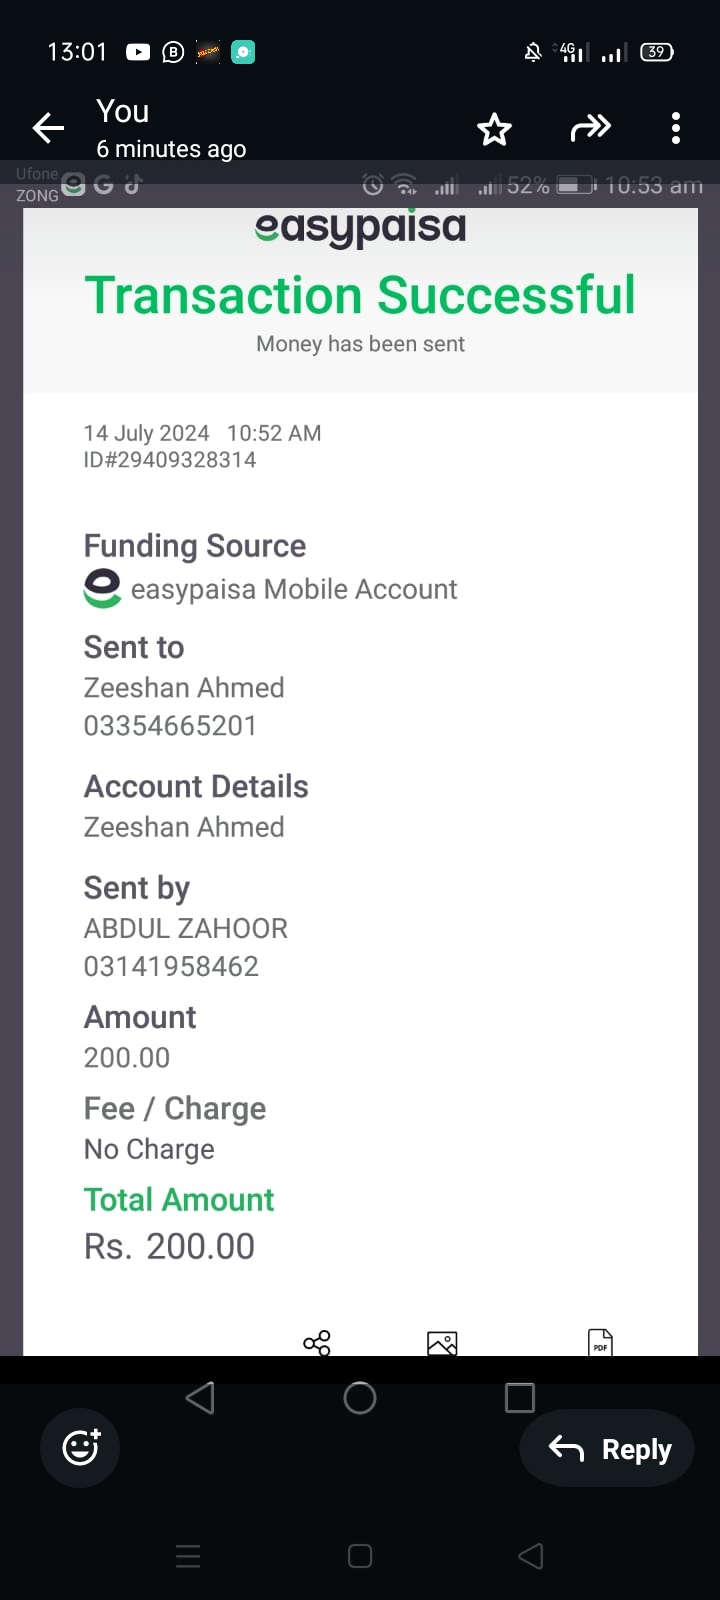 13:01
4G
39
You
6 minutes ago
Ufone
ZONG
52%
10:53 am
easypaisa
Transaction Successful
Money has been sent
14 July 2024 10:52 AM
ID#29409328314
Funding Source
easypaisa Mobile Account
Sent to
Zeeshan Ahmed
03354665201
Account Details
Zeeshan Ahmed
Sent by
ABDUL ZAHOOR
03141958462
Amount
200.00
Fee / Charge
No Charge
Total Amount
Rs. 200.00
PDF
Reply